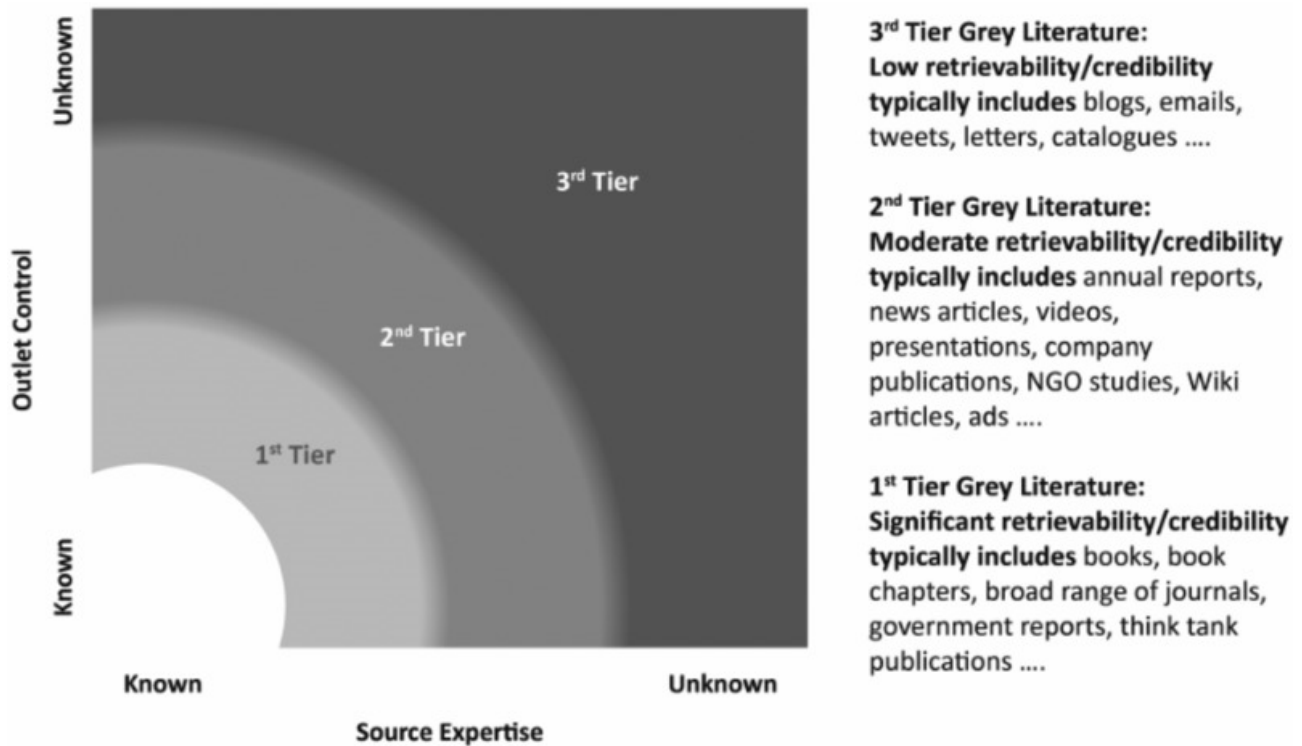 Unknown
Outlet Control
Known
3rd Tier
2nd Tier
1st Tier
Known
Unknown
Source Expertise
3rd Tier Grey Literature:
Low retrievability/credibility
typically includes blogs, emails,
tweets, letters, catalogues ....
2nd Tier Grey Literature:
Moderate retrievability/credibility
typically includes annual reports,
news articles, videos,
presentations, company
publications, NGO studies, Wiki
articles, ads ....
1st Tier Grey Literature:
Significant retrievability/credibility
typically includes books, book
chapters, broad range of journals,
government reports, think tank
publications ....